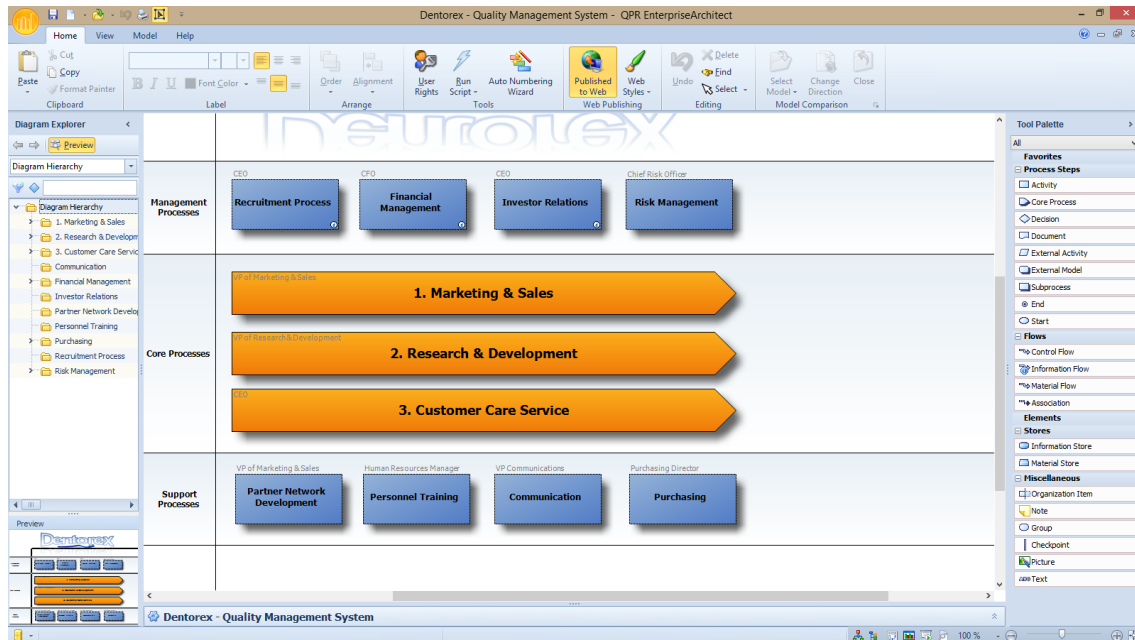 Dentorex - Quality Management System - QPR EnterpriseArchitect
Home View Model Help
Paste
Cut
Copy
Format Painter
Clipboard
B I U Font Color
Label
Order
Alignment
Arrange
User Rights
Run Script
Auto Numbering Wizard
Tools
Published to Web
Web Styles
Web Publishing
Undo
Delete
Find
Select
Editing
Select Model
Change Direction
Close
Model Comparison
Diagram Explorer
Preview
Diagram Hierarchy
Diagram Hierarchy
1. Marketing & Sales
2. Research & Developm
3. Customer Care Servic
Communication
Financial Management
Investor Relations
Partner Network Develo
Personnel Training
Purchasing
Recruitment Process
Risk Management
Preview
Dentorex
Management
Processes
CEO
Recruitment Process
CFO
Financial
Management
CEO
Investor Relations
Chief Risk Officer
Risk Management
Core Processes
VP of Marketing & Sales
1. Marketing & Sales
VP of Research & Development
2. Research & Development
CEO
3. Customer Care Service
Support
Processes
VP of Marketing & Sales
Partner Network
Development
Human Resources Manager
Personnel Training
VP Communications
Communication
Purchasing Director
Purchasing
Dentorex - Quality Management System
Tool Palette
All
Favorites
Process Steps
Activity
Core Process
Decision
Document
External Activity
External Model
Subprocess
End
Start
Flows
Control Flow
Information Flow
Material Flow
Association
Elements
Stores
Information Store
Material Store
Miscellaneous
Organization Item
Note
Group
Checkpoint
Picture
Text
100 %